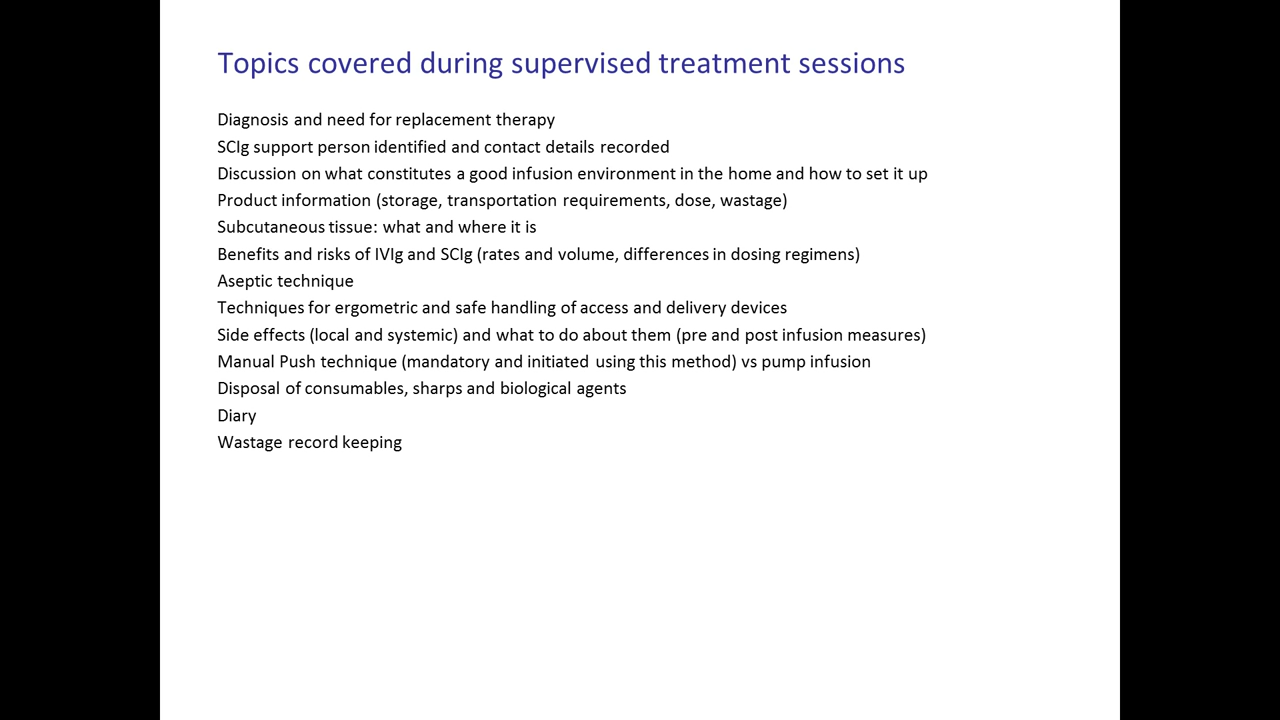 Topics covered during supervised treatment sessions
Diagnosis and need for replacement therapy
SCIg support person identified and contact details recorded
Discussion on what constitutes a good infusion environment in the home and how to set it up
Product information (storage, transportation requirements, dose, wastage)
Subcutaneous tissue: what and where it is
Benefits and risks of IVIg and SCIg (rates and volume, differences in dosing regimens)
Aseptic technique
Techniques for ergometric and safe handling of access and delivery devices
Side effects (local and systemic) and what to do about them (pre and post infusion measures)
Manual Push technique (mandatory and initiated using this method) vs pump infusion
Disposal of consumables, sharps and biological agents
Diary
Wastage record keeping